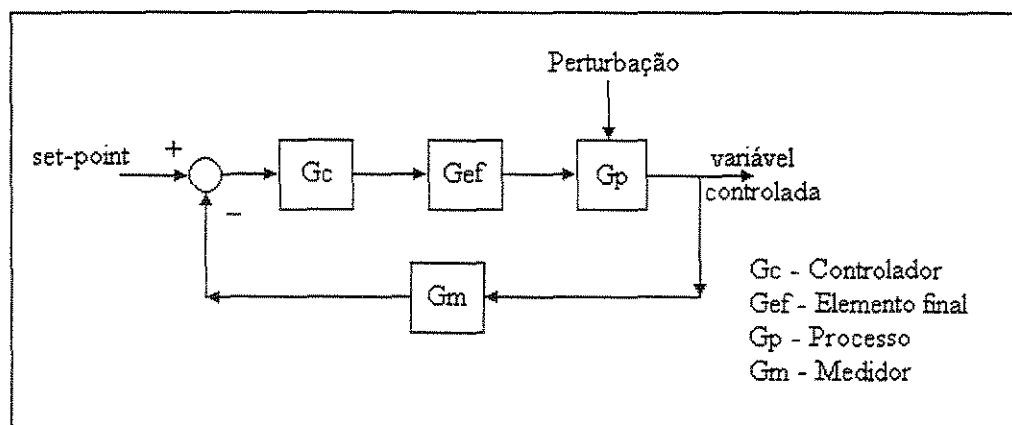 Perturbação
set-point
+
Gc
Gef
Gp
variável
controlada
−
Gm
Gc - Controlador
Gef - Elemento final
Gp - Processo
Gm - Medidor